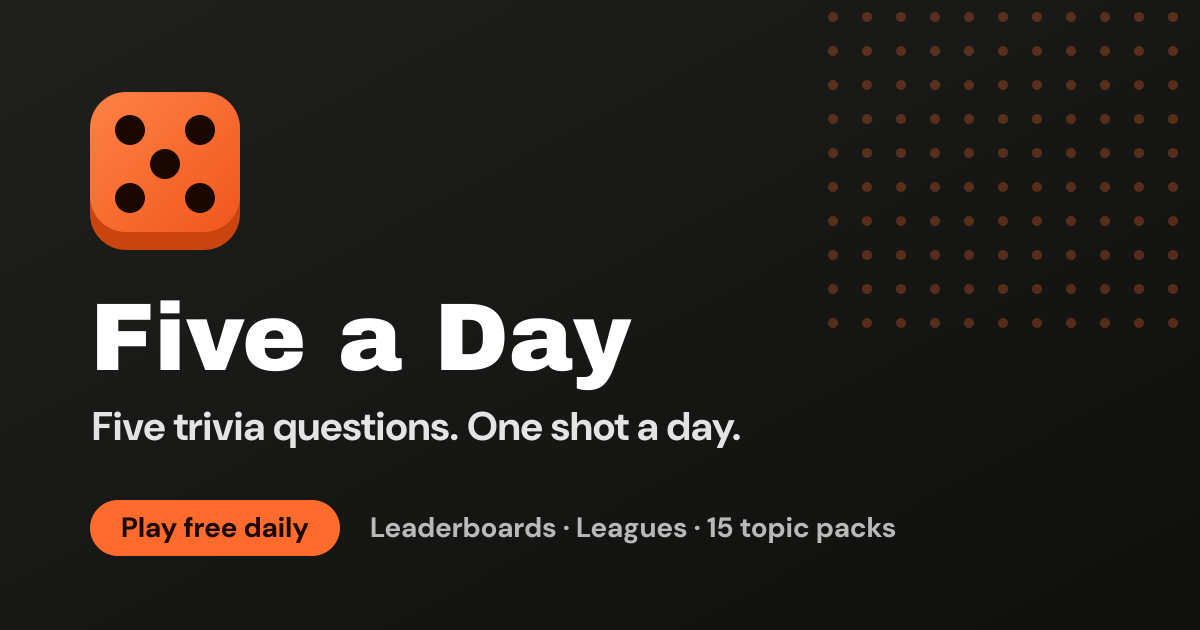 Five a Day
Five trivia questions. One shot a day.
Play free daily
Leaderboards · Leagues · 15 topic packs